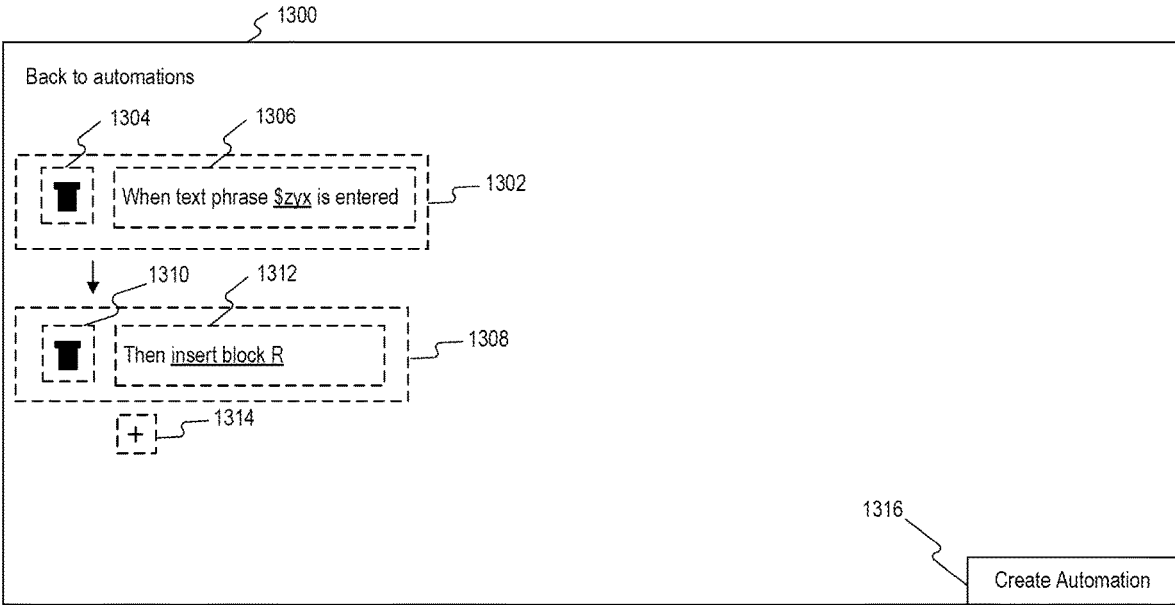 1300
Back to automations
1304
1306
When text phrase $zyx is entered
1302
1310
1312
Then insert block R
1308
+
1314
1316
Create Automation